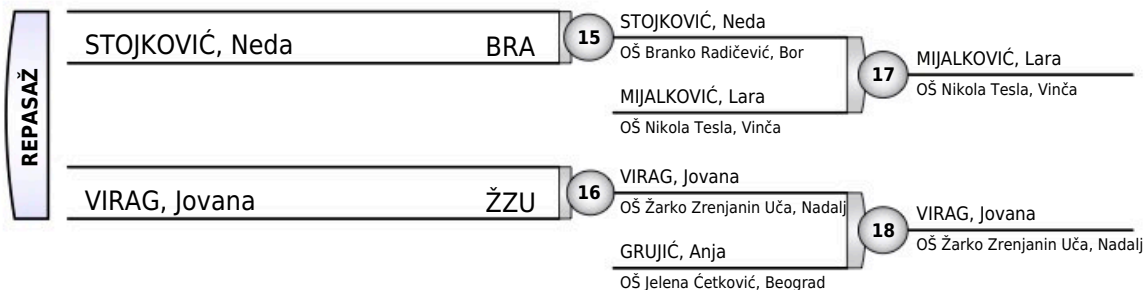 REPASAŽ
STOJKOVIĆ, Neda BRA
15
STOJKOVIĆ, Neda
OŠ Branko Radičević, Bor
MIJALKOVIĆ, Lara
OŠ Nikola Tesla, Vinča
17
MIJALKOVIĆ, Lara
OŠ Nikola Tesla, Vinča
VIRAG, Jovana ŽZU
16
VIRAG, Jovana
OŠ Žarko Zrenjanin Uča, Nadalj
GRUJIĆ, Anja
OŠ Jelena Ćetković, Beograd
18
VIRAG, Jovana
OŠ Žarko Zrenjanin Uča, Nadalj